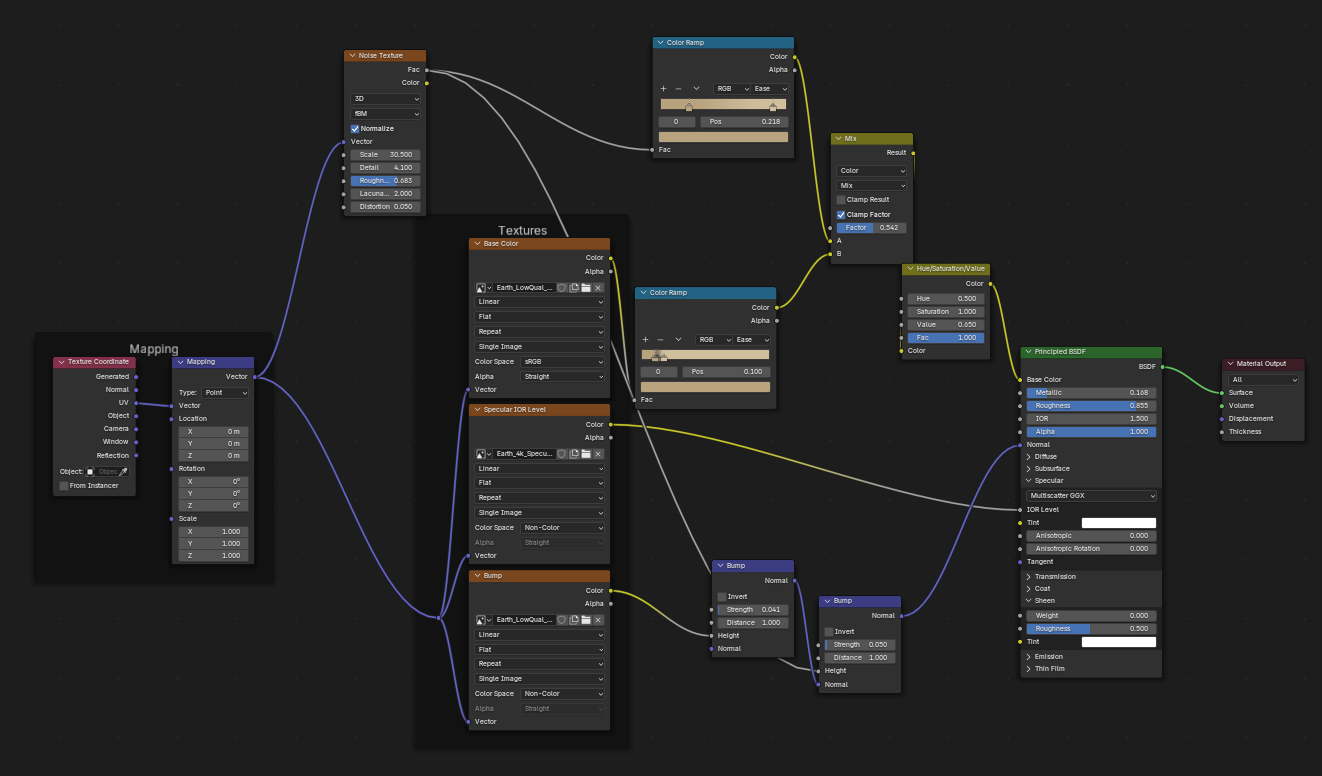 Noise Texture
Fac
Color
3D
fBM
Normalize
Vector
Scale 30.500
Detail 4.100
Roughn... 0.683
Lacuna... 2.000
Distortion 0.050
Color Ramp
Color
Alpha
RGB Ease
0 Pos 0.218
Fac
Mix
Result
Color
Mix
Clamp Result
Clamp Factor
Factor 0.542
A
B
Hue/Saturation/Value
Color
Hue 0.500
Saturation 1.000
Value 0.650
Fac 1.000
Color
Mapping
Texture Coordinate
Generated
Normal
UV
Object
Camera
Window
Reflection
Object: Objec
From Instancer
Mapping
Vector
Type: Point
Vector
Location
X 0 m
Y 0 m
Z 0 m
Rotation
X 0°
Y 0°
Z 0°
Scale
X 1.000
Y 1.000
Z 1.000
Textures
Base Color
Color
Alpha
Earth_LowQual_...
Linear
Flat
Repeat
Single Image
Color Space sRGB
Alpha Straight
Vector
Specular IOR Level
Color
Alpha
Earth_4k_Specu...
Linear
Flat
Repeat
Single Image
Color Space Non-Color
Alpha Straight
Vector
Bump
Color
Alpha
Earth_LowQual_...
Linear
Flat
Repeat
Single Image
Color Space Non-Color
Alpha Straight
Vector
Color Ramp
Color
Alpha
RGB Ease
0 Pos 0.100
Fac
Bump
Normal
Invert
Strength 0.041
Distance 1.000
Height
Normal
Bump
Normal
Invert
Strength 0.050
Distance 1.000
Height
Normal
Principled BSDF
BSDF
Base Color
Metallic 0.168
Roughness 0.855
IOR 1.500
Alpha 1.000
Normal
Diffuse
Subsurface
Specular
Multiscatter GGX
IOR Level
Tint
Anisotropic 0.000
Anisotropic Rotation 0.000
Tangent
Transmission
Coat
Sheen
Weight 0.000
Roughness 0.500
Tint
Emission
Thin Film
Material Output
All
Surface
Volume
Displacement
Thickness